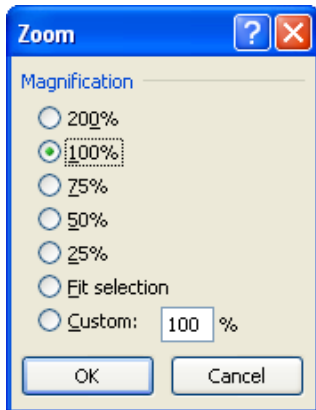 Zoom
Magnification
200%
100%
75%
50%
25%
Fit selection
Custom: 100 %
OK Cancel